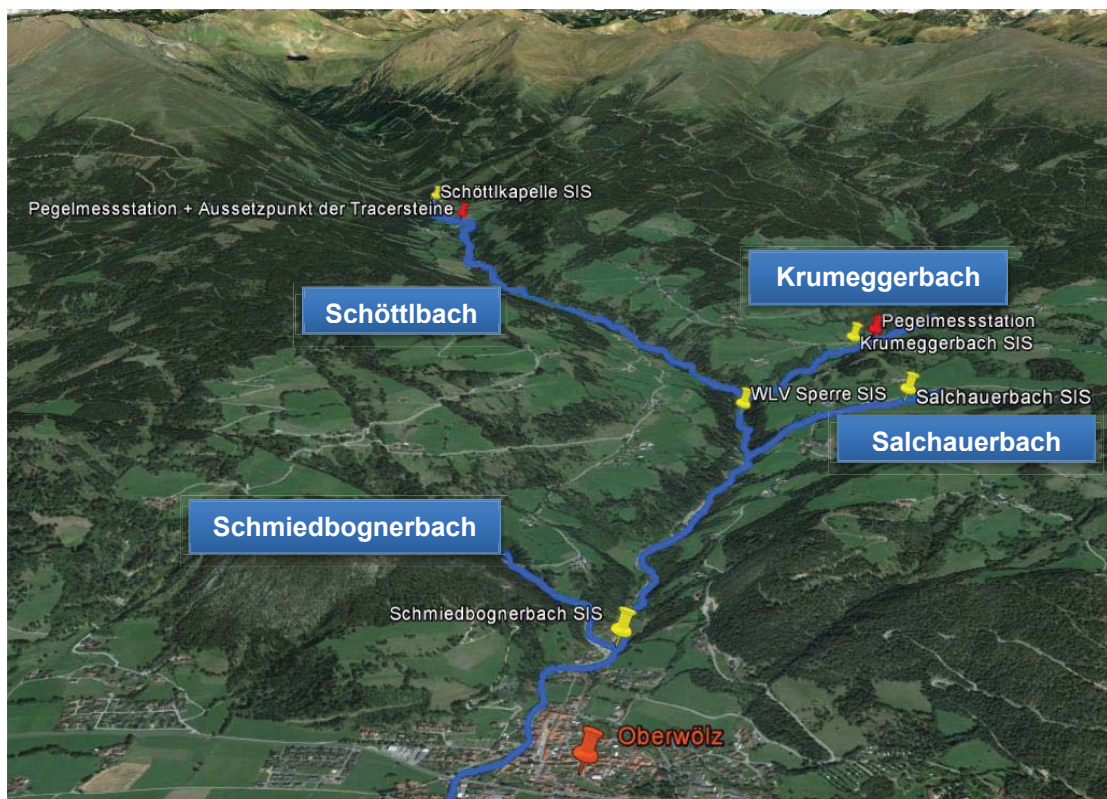 Schöttlkapelle SIS
Pegelmessstation + Aussetzpunkt der Tracersteine
Krumeggerbach
Schöttlbach
Pegelmessstation
Krumeggerbach SIS
WLV Sperre SIS
Salchauerbach SIS
Salchauerbach
Schmiedbognerbach
Schmiedbognerbach SIS
Oberwölz